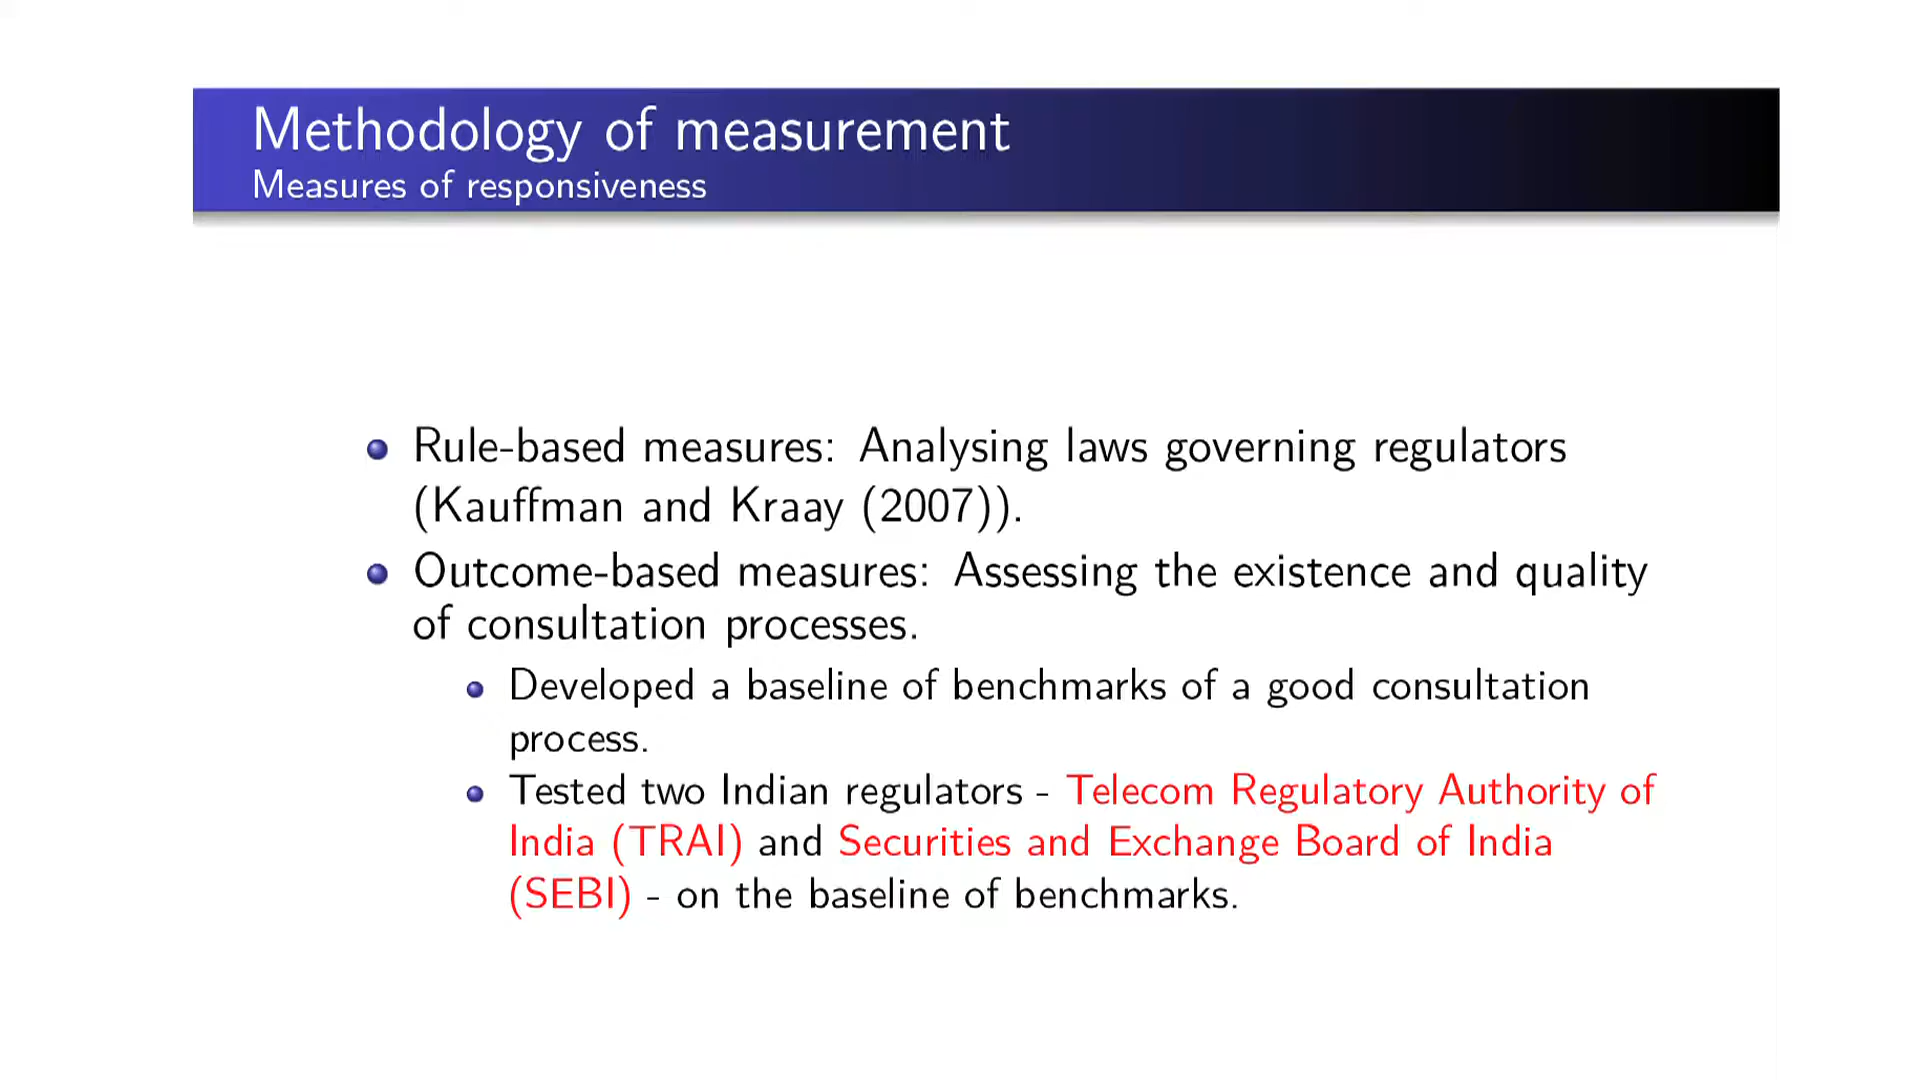 Methodology of measurement
Measures of responsiveness
Rule-based measures: Analysing laws governing regulators
(Kauffman and Kraay (2007)).
Outcome-based measures: Assessing the existence and quality
of consultation processes.
Developed a baseline of benchmarks of a good consultation
process.
Tested two Indian regulators - Telecom Regulatory Authority of
India (TRAI) and Securities and Exchange Board of India
(SEBI) - on the baseline of benchmarks.